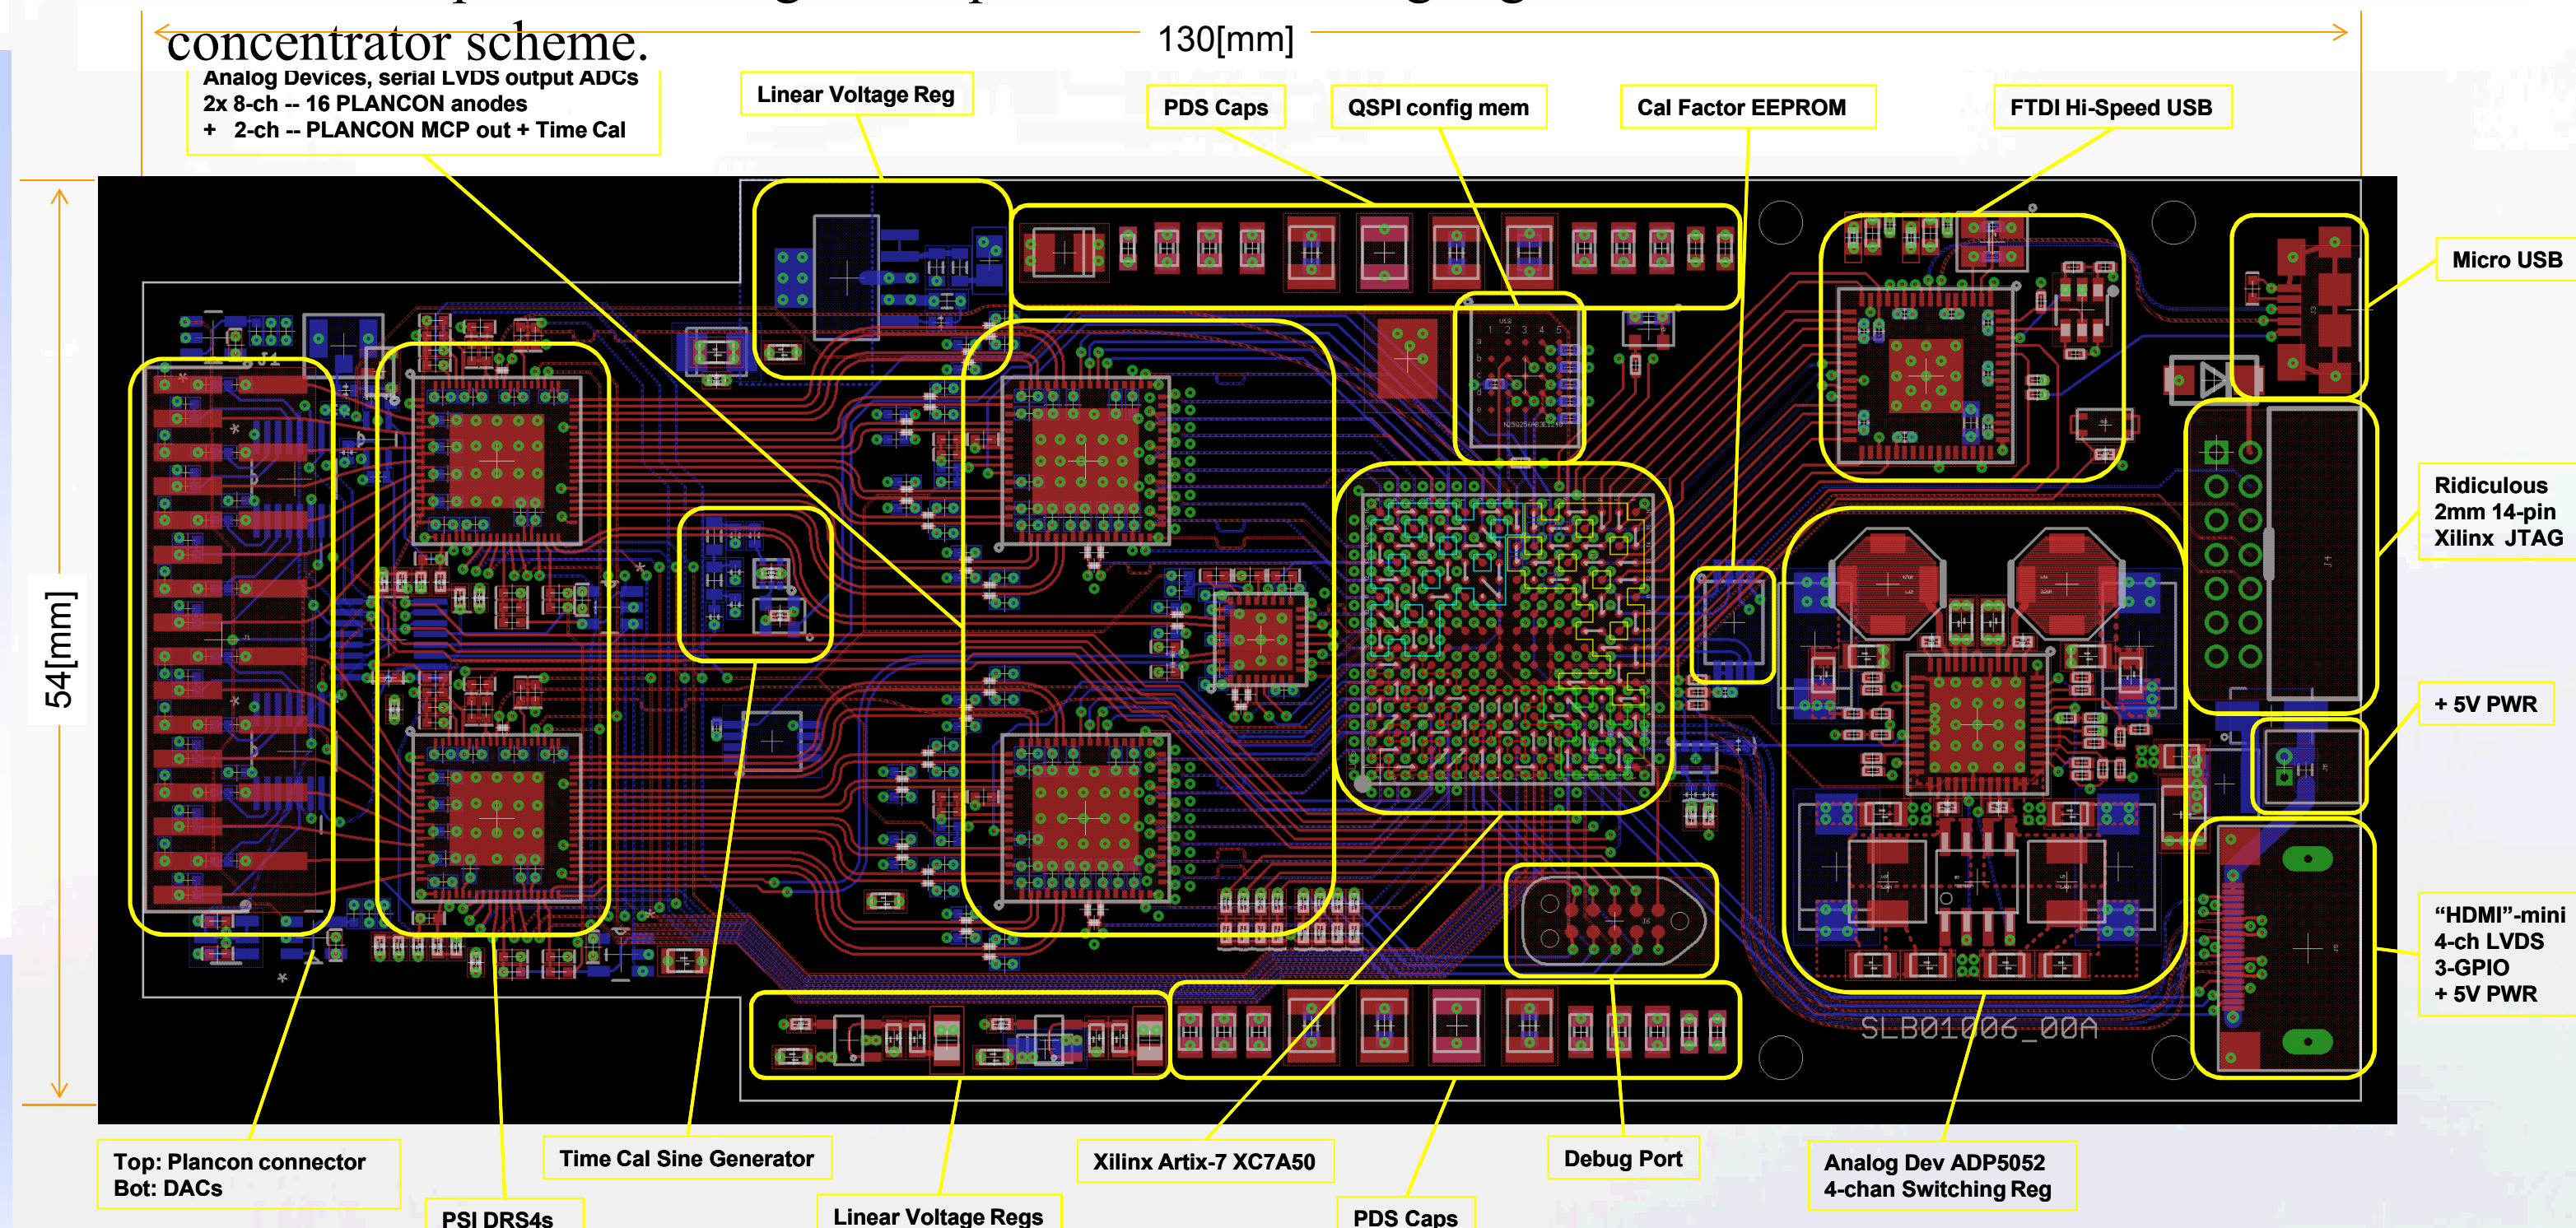 concentrator scheme.
130[mm]
Analog Devices, serial LVDS output ADCs
2x 8-ch -- 16 PLANCON anodes
+ 2-ch -- PLANCON MCP out + Time Cal
Linear Voltage Reg
PDS Caps
QSPI config mem
Cal Factor EEPROM
FTDI Hi-Speed USB
Micro USB
Ridiculous
2mm 14-pin
Xilinx JTAG
54[mm]
+ 5V PWR
"HDMI"-mini
4-ch LVDS
3-GPIO
+ 5V PWR
J1
J3
J4
J6
SLB01006_00A
Top: Plancon connector
Bot: DACs
PSI DRS4s
Time Cal Sine Generator
Linear Voltage Regs
Xilinx Artix-7 XC7A50
PDS Caps
Debug Port
Analog Dev ADP5052
4-chan Switching Reg